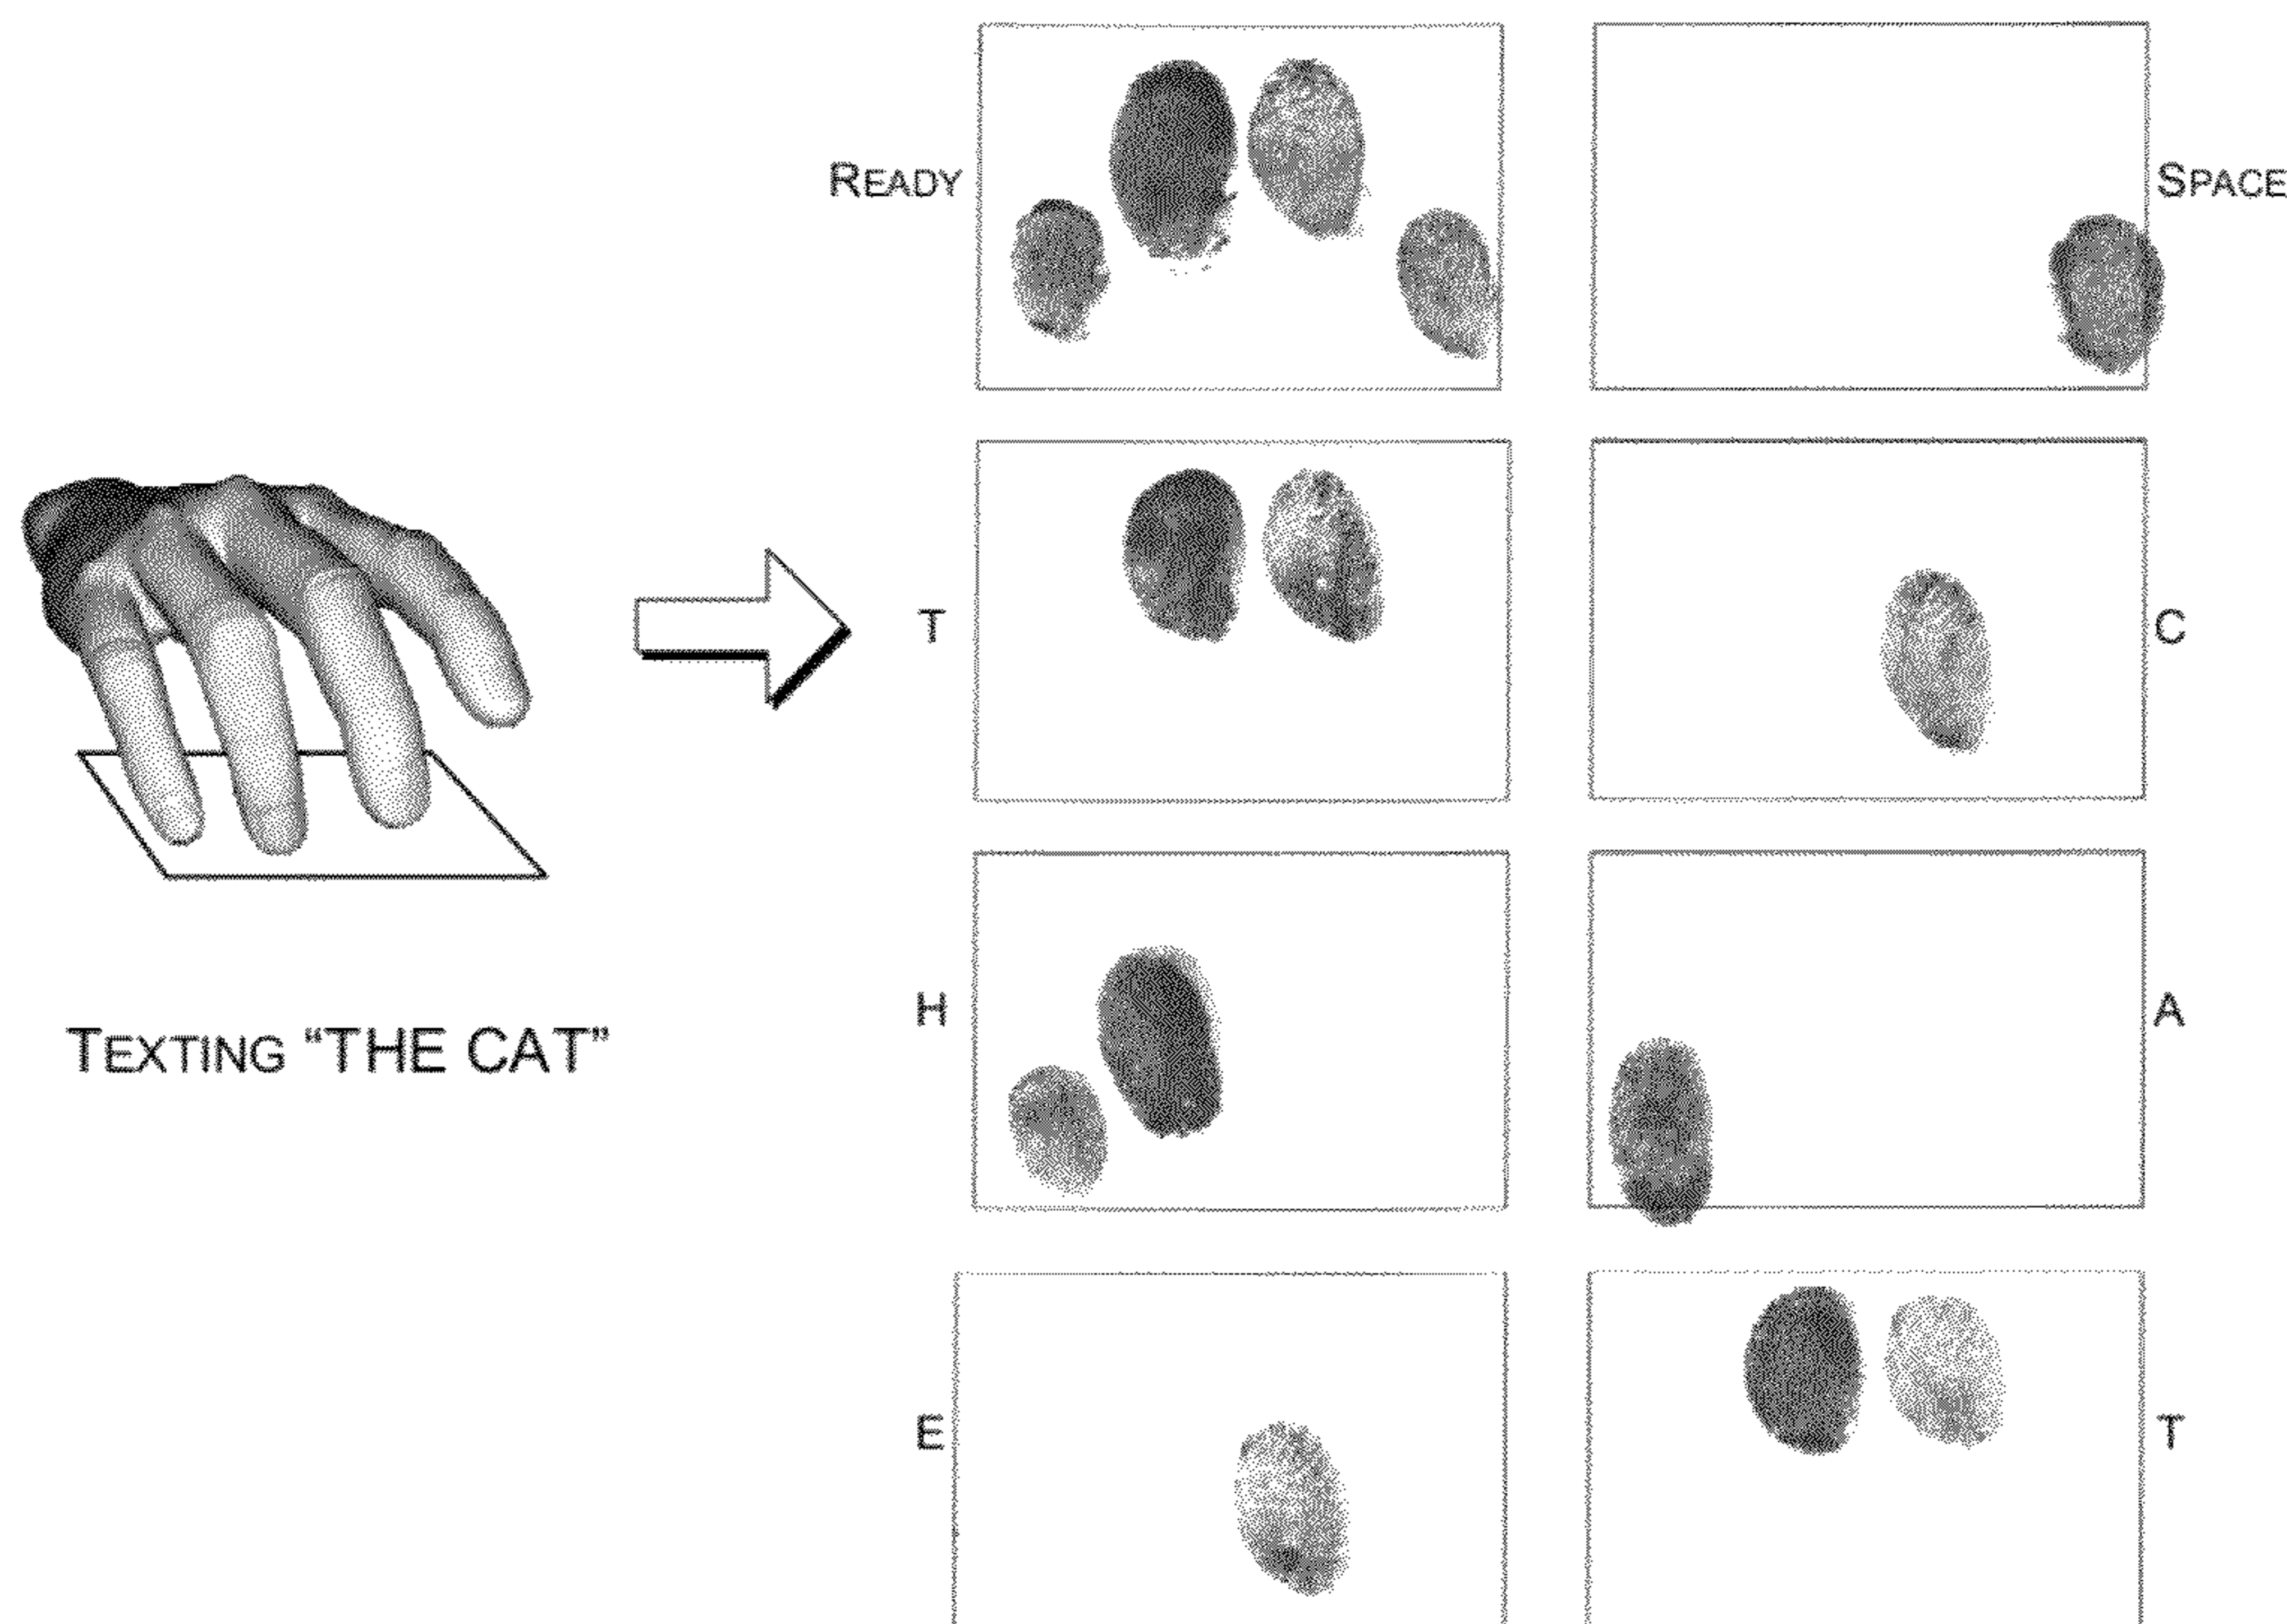 READY
SPACE
T
C
TEXTING “THE CAT”
H
A
E
T